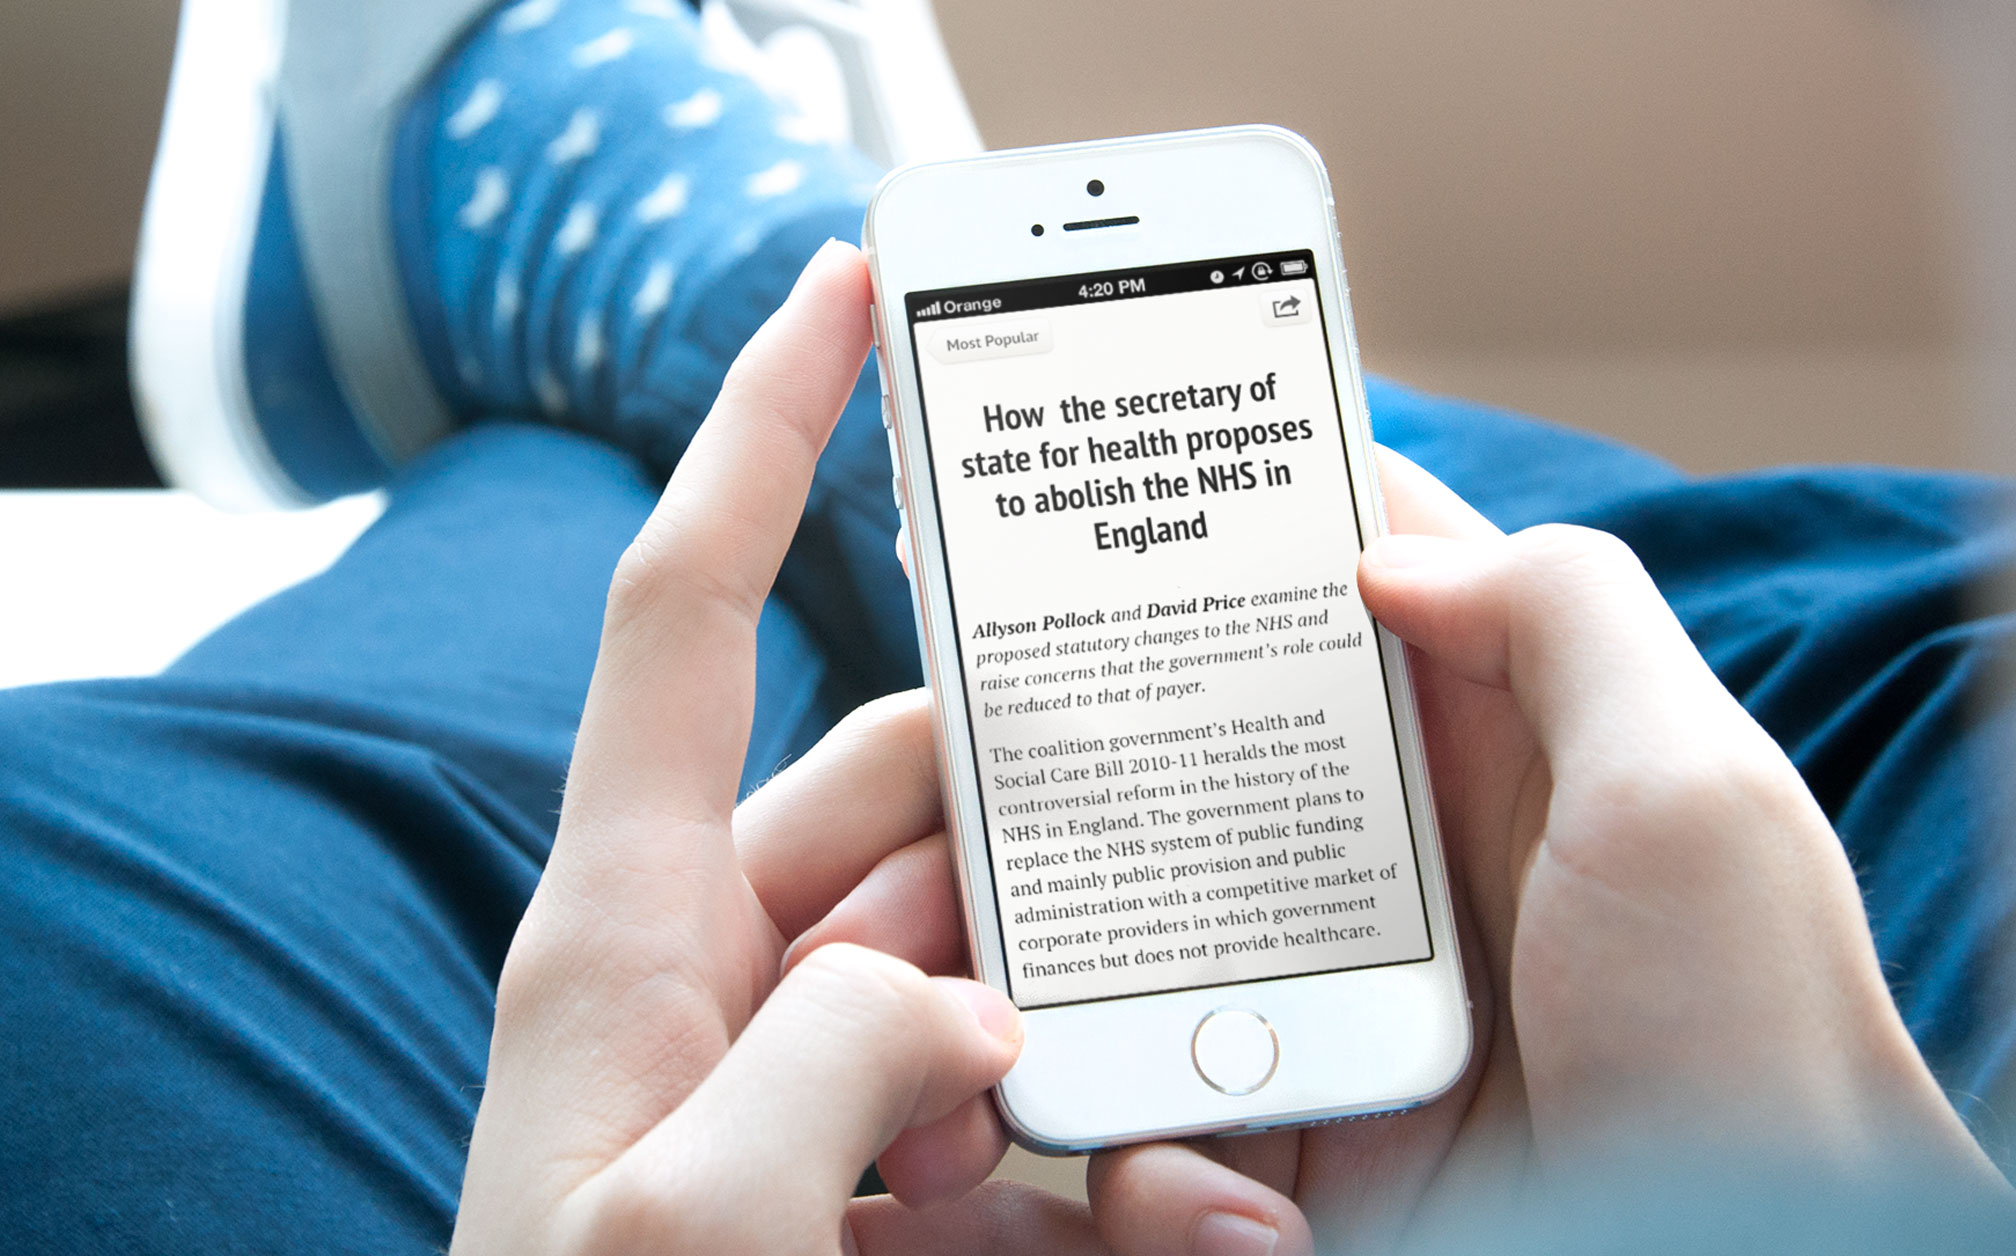 Orange 4:20 PM
Most Popular
How the secretary of
state for health proposes
to abolish the NHS in
England
Allyson Pollock and David Price examine the
proposed statutory changes to the NHS and
raise concerns that the government's role could
be reduced to that of payer.
The coalition government's Health and
Social Care Bill 2010-11 heralds the most
controversial reform in the history of the
NHS in England. The government plans to
replace the NHS system of public funding
and mainly public provision and public
administration with a competitive market of
corporate providers in which government
finances but does not provide healthcare.